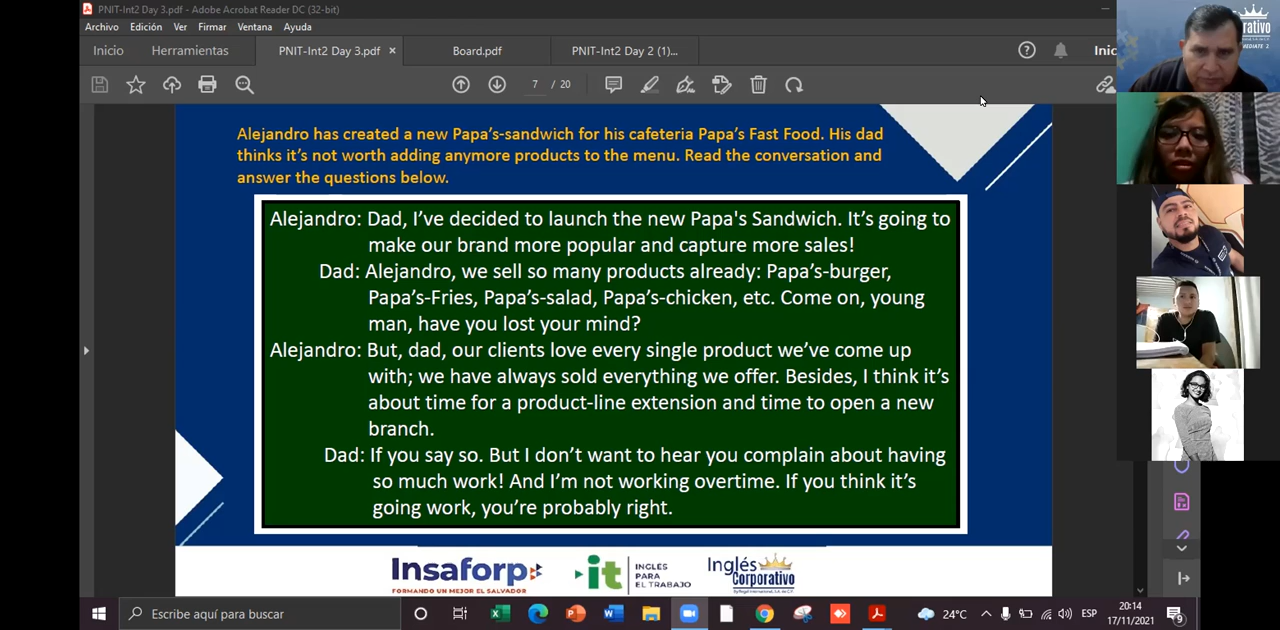 PNIT-Int2 Day 3.pdf - Adobe Acrobat Reader DC (32-bit)
Archivo Edición Ver Firmar Ventana Ayuda
Inicio Herramientas PNIT-Int2 Day 3.pdf × Board.pdf PNIT-Int2 Day 2 (1)... Inic
7 / 20
Alejandro has created a new Papa's-sandwich for his cafeteria Papa's Fast Food. His dad
thinks it's not worth adding anymore products to the menu. Read the conversation and
answer the questions below.
Alejandro: Dad, I've decided to launch the new Papa's Sandwich. It's going to
make our brand more popular and capture more sales!
Dad: Alejandro, we sell so many products already: Papa's-burger,
Papa's-Fries, Papa's-salad, Papa's-chicken, etc. Come on, young
man, have you lost your mind?
Alejandro: But, dad, our clients love every single product we've come up
with; we have always sold everything we offer. Besides, I think it's
about time for a product-line extension and time to open a new
branch.
Dad: If you say so. But I don't want to hear you complain about having
so much work! And I'm not working overtime. If you think it's
going work, you're probably right.
Insaforp
FORMANDO UN MEJOR EL SALVADOR
it
INGLÉS
PARA
EL TRABAJO
Inglés
Corporativo
Escribe aquí para buscar
24°C
ESP
20:14
17/11/2021
9